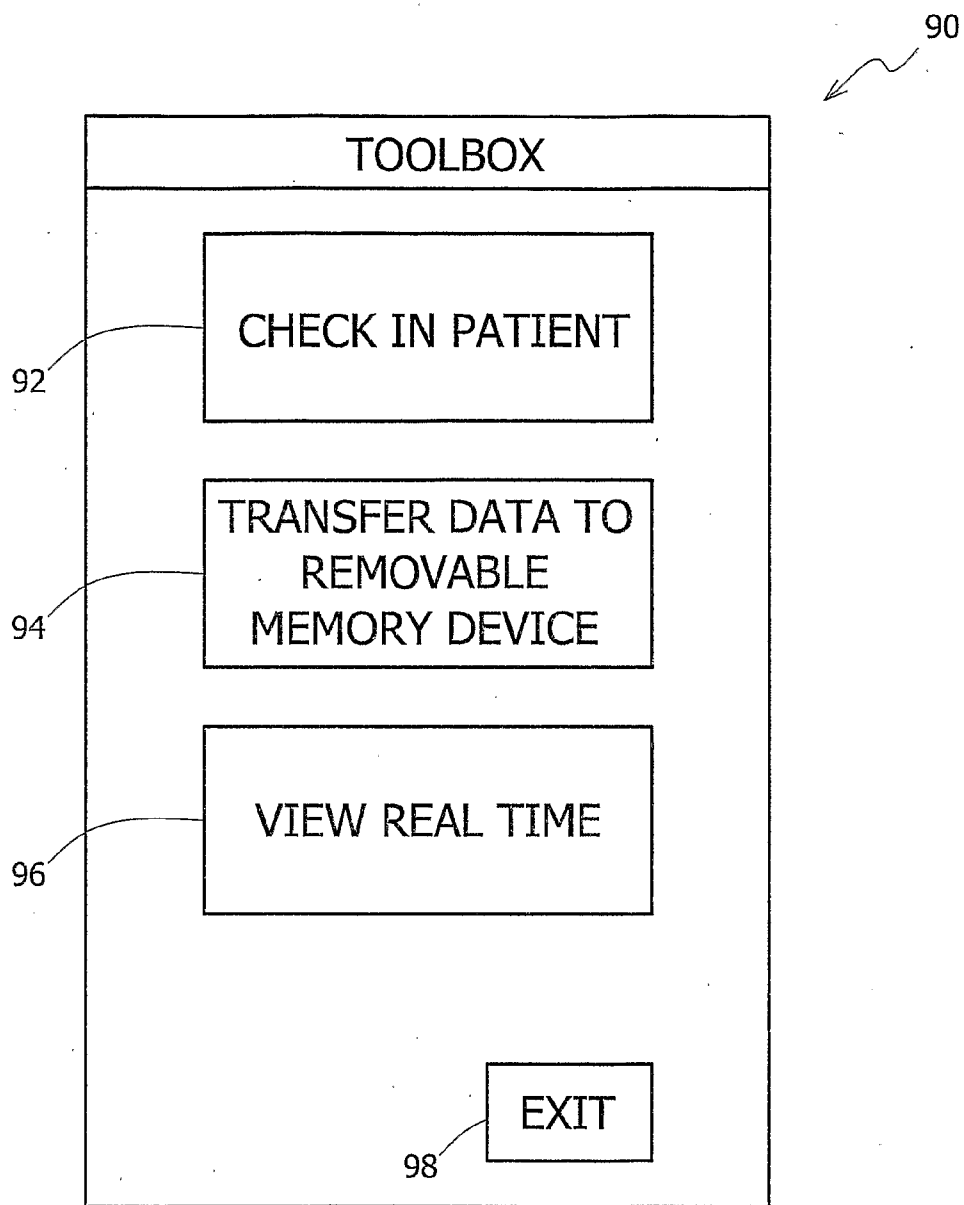 90
TOOLBOX
CHECK IN PATIENT
92
TRANSFER DATA TO
REMOVABLE
MEMORY DEVICE
94
VIEW REAL TIME
96
EXIT
98